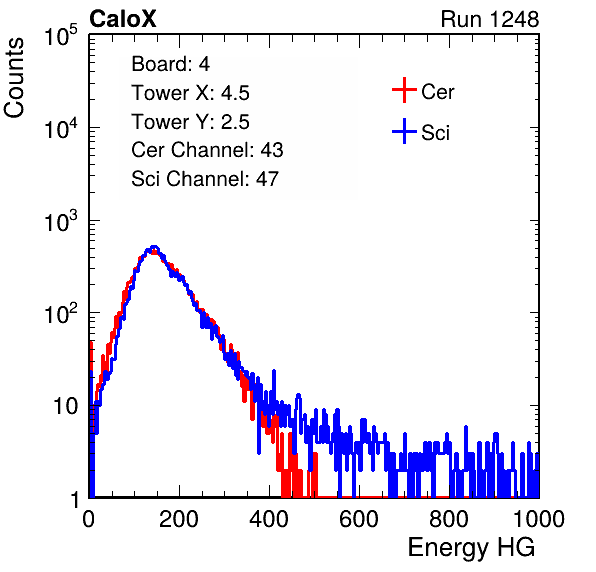 CaloX Run 1248
Counts
10^5
10^4
10^3
10^2
10
1
Board: 4
Tower X: 4.5
Tower Y: 2.5
Cer Channel: 43
Sci Channel: 47
Cer
Sci
0 200 400 600 800 1000
Energy HG